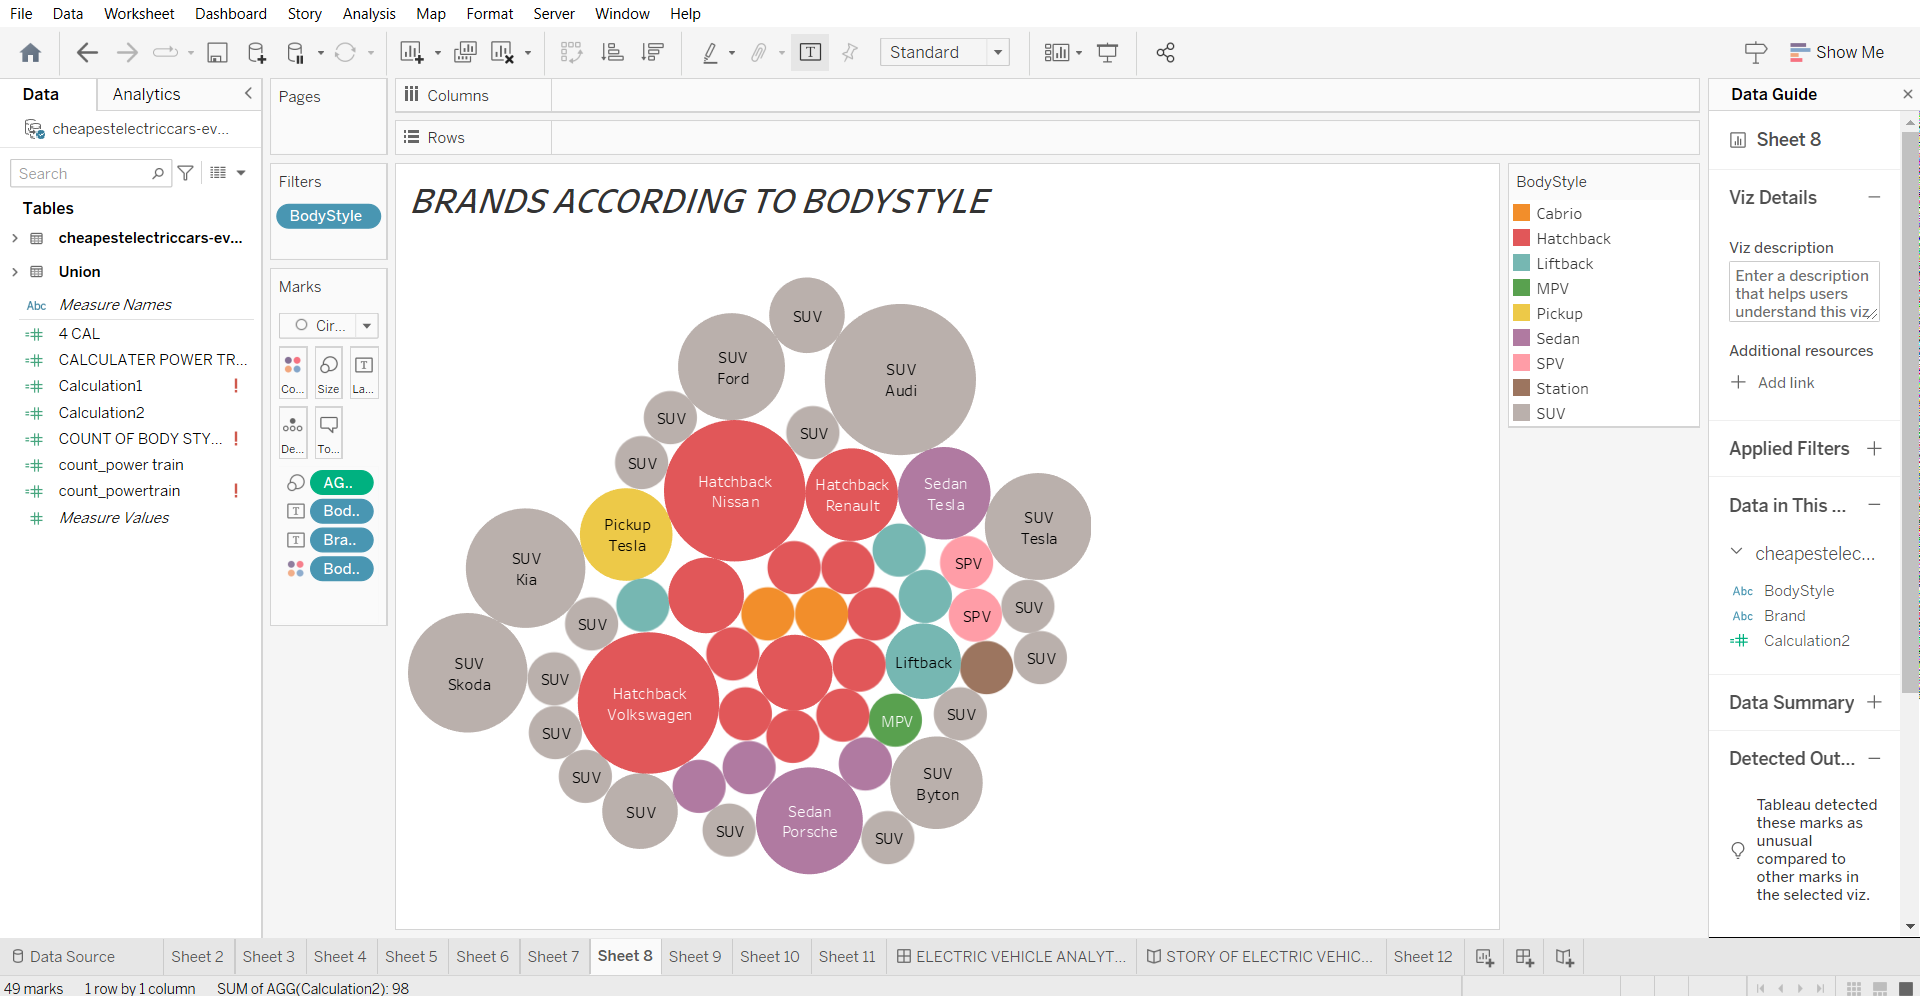 File Data Worksheet Dashboard Story Analysis Map Format Server Window Help
Standard
Show Me
Data Analytics
cheapestelectriccars-ev...
Search
Tables
cheapestelectriccars-ev...
Union
Abc Measure Names
4 CAL
CALCULATER POWER TR...
Calculation1 !
Calculation2
COUNT OF BODY STY... !
count_power train
count_powertrain !
Measure Values
Pages
Filters
BodyStyle
Marks
Cir...
Co... Size La...
De... To...
AG..
Bod..
Bra..
Bod..
Columns
Rows
BRANDS ACCORDING TO BODYSTYLE
SUV
SUV
Ford
SUV
Audi
SUV
SUV
SUV
Hatchback
Nissan
Hatchback
Renault
Sedan
Tesla
SUV
Tesla
Pickup
Tesla
SUV
Kia
SPV
SPV
SUV
SUV
SUV
Skoda
SUV
Hatchback
Volkswagen
Liftback
SUV
MPV
SUV
SUV
SUV
SUV
SUV
Sedan
Porsche
SUV
Byton
SUV
BodyStyle
Cabrio
Hatchback
Liftback
MPV
Pickup
Sedan
SPV
Station
SUV
Data Guide
Sheet 8
Viz Details
Viz description
Enter a description
that helps users
understand this viz
Additional resources
Add link
Applied Filters
Data in This ...
cheapestelec...
Abc BodyStyle
Abc Brand
Calculation2
Data Summary
Detected Out...
Tableau detected
these marks as
unusual
compared to
other marks in
the selected viz.
Data Source Sheet 2 Sheet 3 Sheet 4 Sheet 5 Sheet 6 Sheet 7 Sheet 8 Sheet 9 Sheet 10 Sheet 11 ELECTRIC VEHICLE ANALYT... STORY OF ELECTRIC VEHIC... Sheet 12
49 marks 1 row by 1 column SUM of AGG(Calculation2): 98